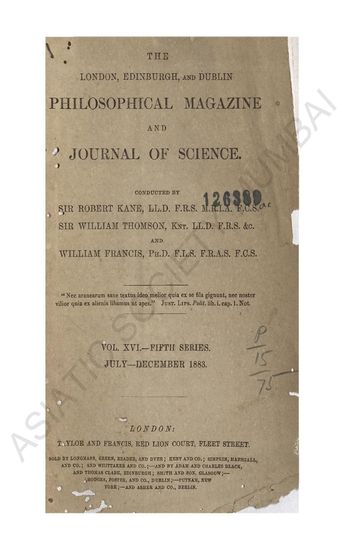 THE
LONDON, EDINBURGH, AND DUBLIN
PHILOSOPHICAL MAGAZINE
AND
JOURNAL OF SCIENCE.
CONDUCTED BY
126389
SIR ROBERT KANE, LL.D. F.R.S. M.R.I.A. F.C.S.
SIR WILLIAM THOMSON, KNT. LL.D. F.R.S. &c.
AND
WILLIAM FRANCIS, PH.D. F.L.S. F.R.A.S. F.C.S.
"Nec aranearum sane textus ideo melior quia ex se fila gignunt, nec noster
vilior quia ex alienis libamus ut apes." JUST. LIPS. Polit. lib. i. cap. 1. Not.
VOL. XVI.—FIFTH SERIES.
JULY—DECEMBER 1883.
P
15
75
LONDON:
TAYLOR AND FRANCIS, RED LION COURT, FLEET STREET.
SOLD BY LONGMANS, GREEN, READER, AND DYER; KENT AND CO.; SIMPKIN, MARSHALL,
AND CO.; AND WHITTAKER AND CO.;—AND BY ADAM AND CHARLES BLACK,
AND THOMAS CLARK, EDINBURGH; SMITH AND SON, GLASGOW;—
HODGES, FOSTER, AND CO., DUBLIN;—PUTNAM, NEW
YORK;—AND ASHER AND CO., BERLIN.
ASIATIC SOCIETY MUMBAI